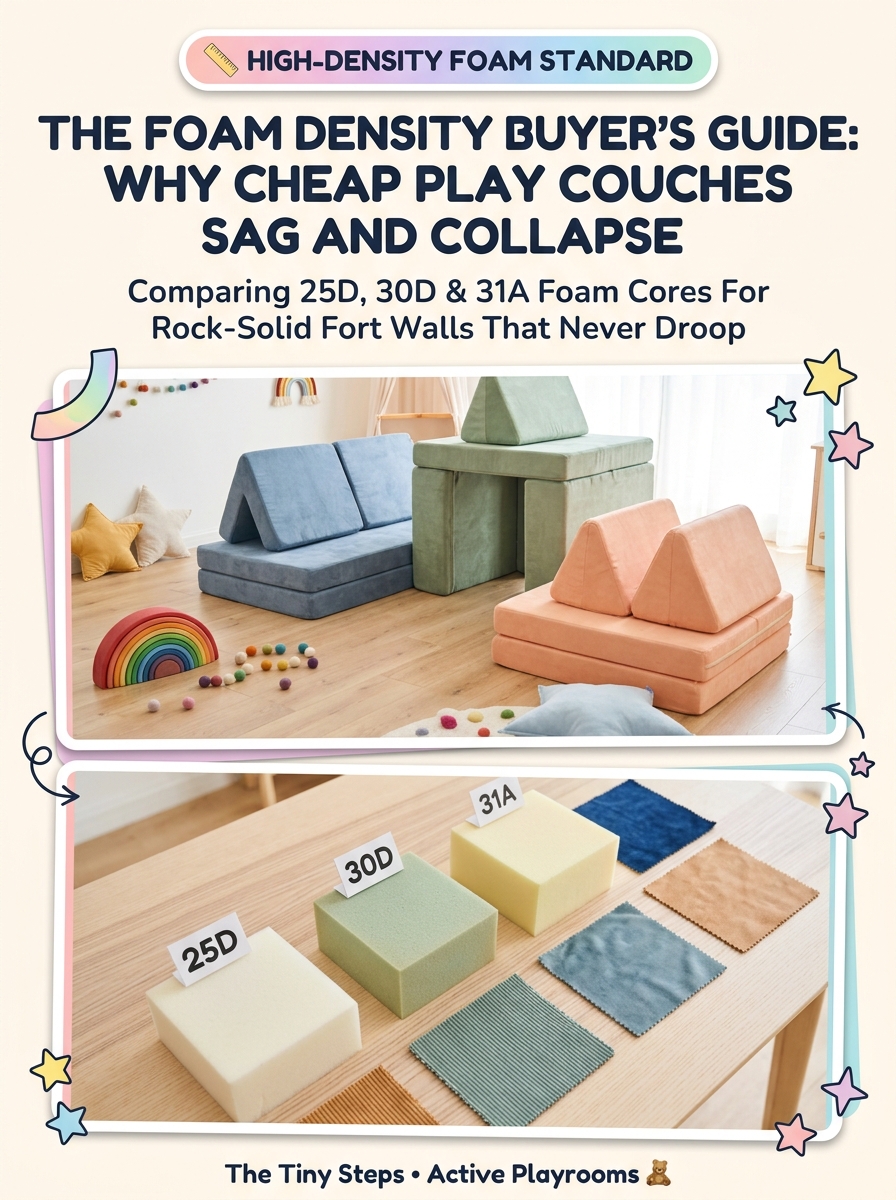 📏 HIGH-DENSITY FOAM STANDARD
THE FOAM DENSITY BUYER’S GUIDE:
WHY CHEAP PLAY COUCHES
SAG AND COLLAPSE
Comparing 25D, 30D & 31A Foam Cores For
Rock-Solid Fort Walls That Never Droop
31A
30D
25D
The Tiny Steps • Active Playrooms 🧸